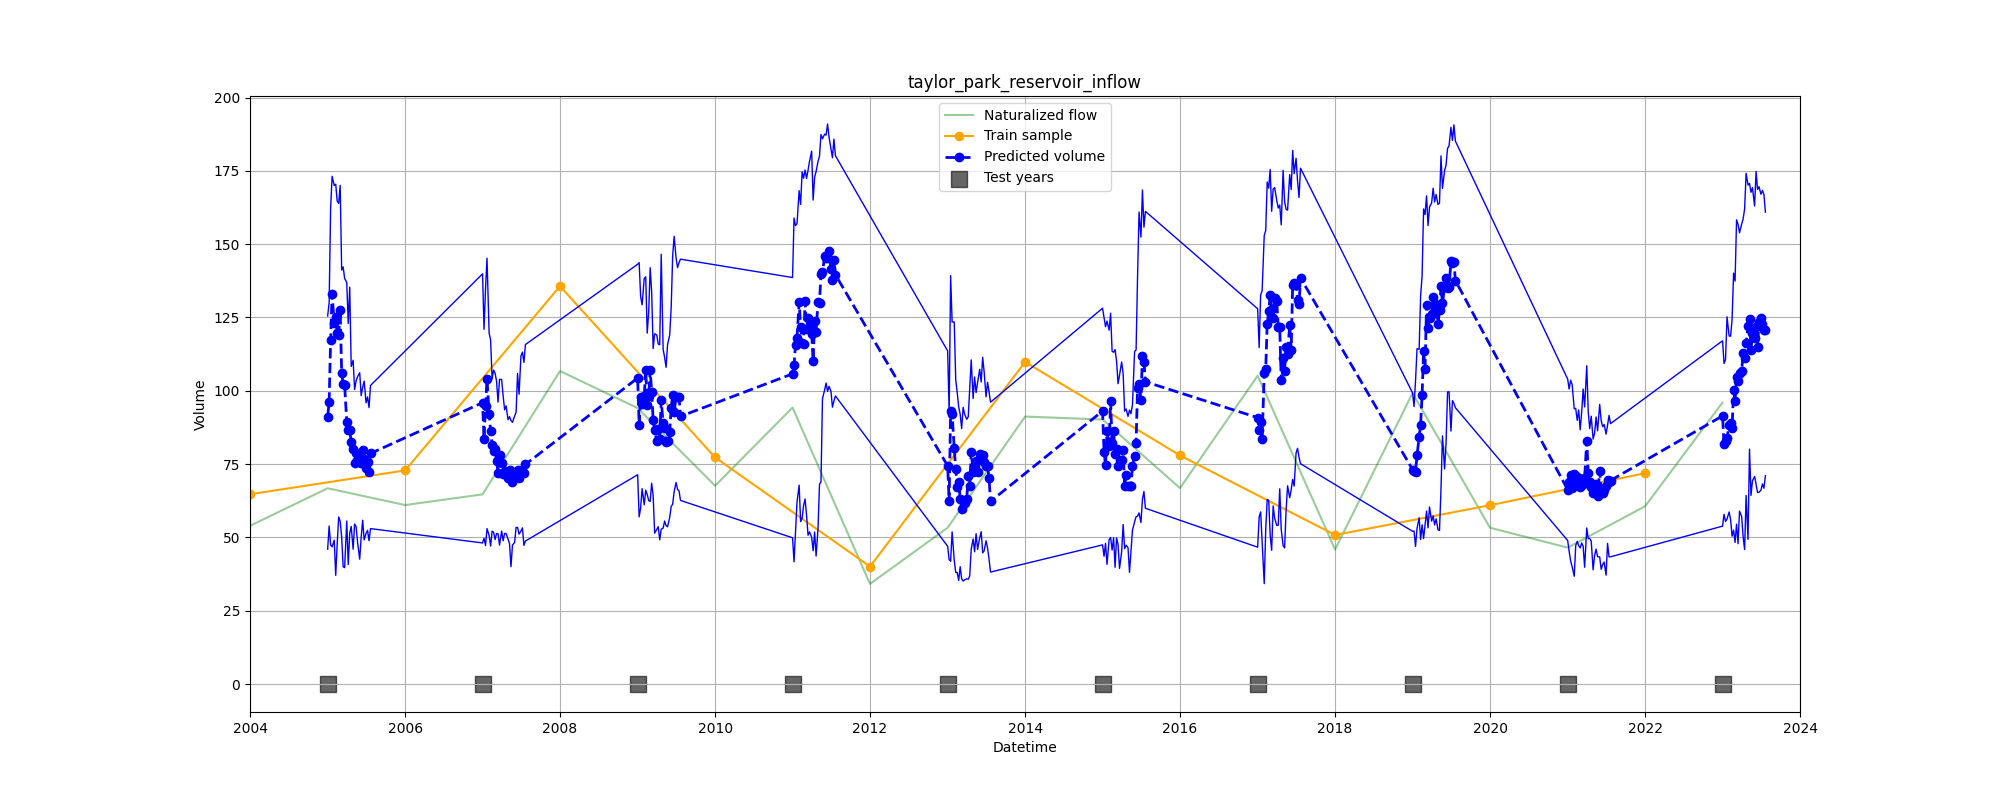 taylor_park_reservoir_inflow
Naturalized flow
Train sample
Predicted volume
Test years
200
175
150
125
100
75
50
25
0
Volume
2004 2006 2008 2010 2012 2014 2016 2018 2020 2022 2024
Datetime